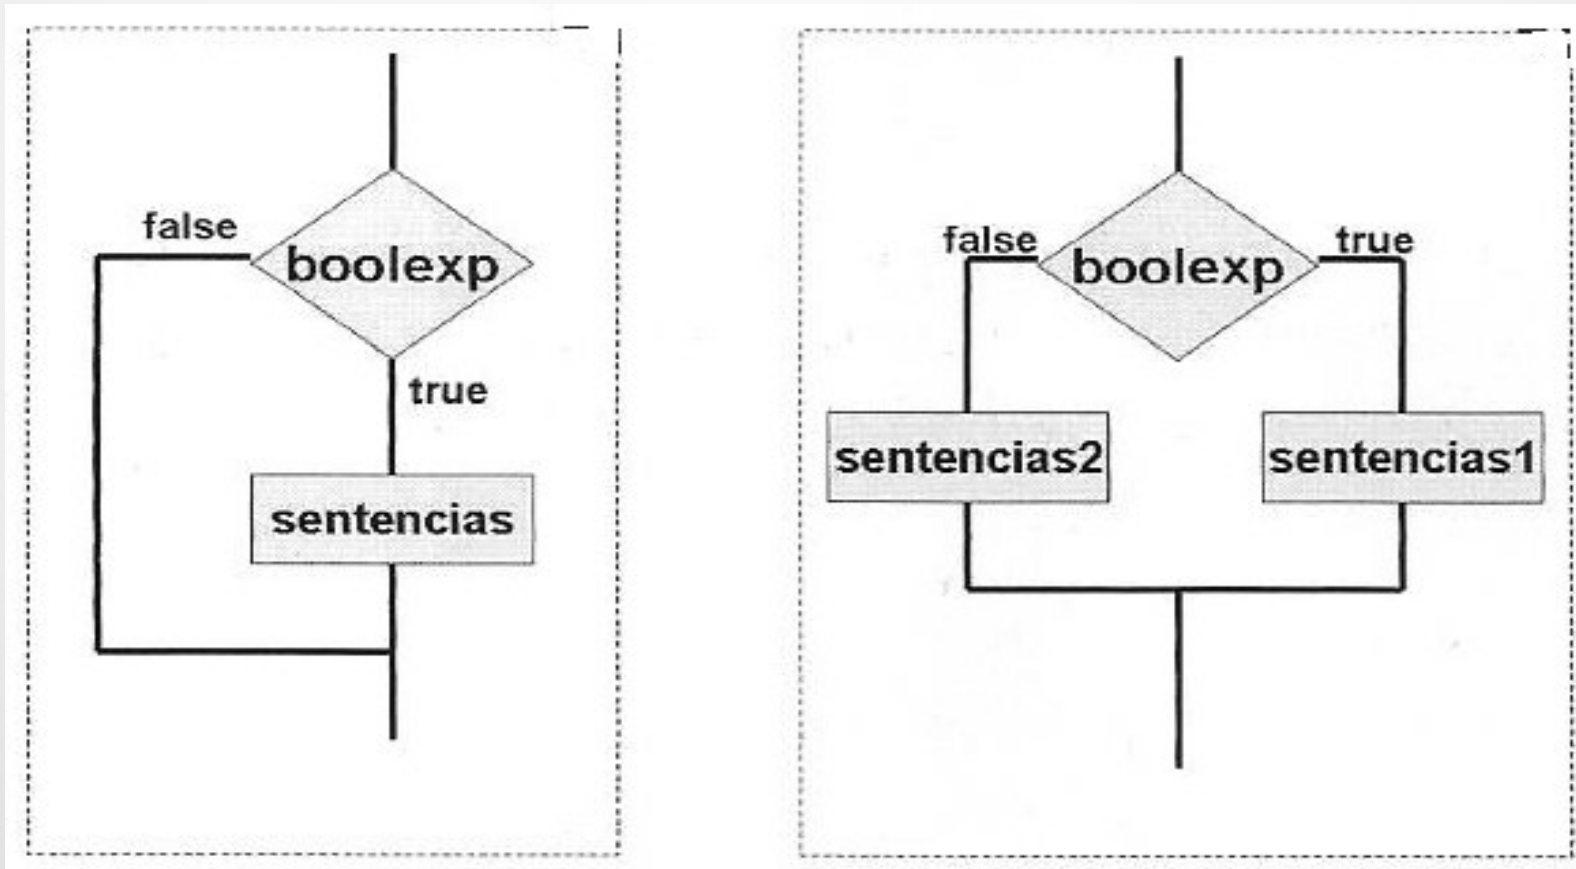 false
boolexp
true
sentencias
false
true
boolexp
sentencias2
sentencias1